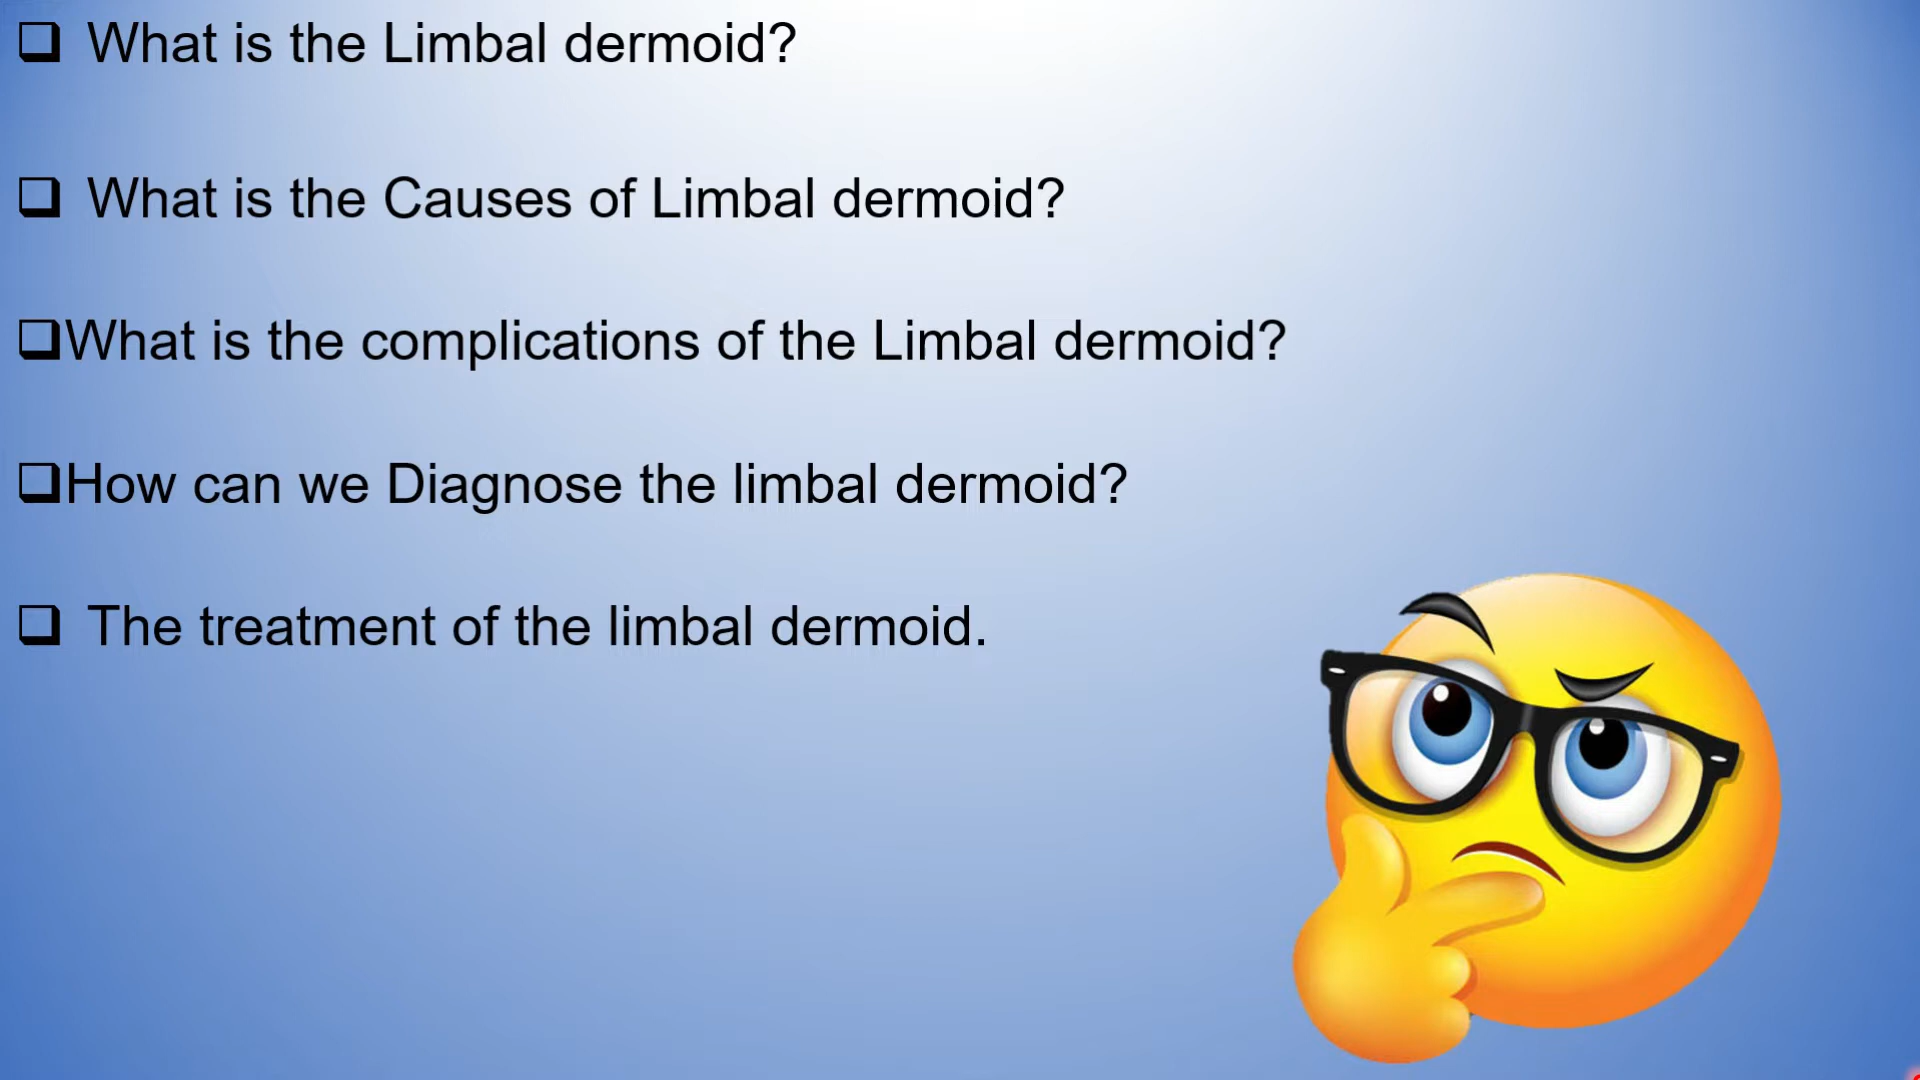 ❑ What is the Limbal dermoid?
❑ What is the Causes of Limbal dermoid?
❑What is the complications of the Limbal dermoid?
❑How can we Diagnose the limbal dermoid?
❑ The treatment of the limbal dermoid.